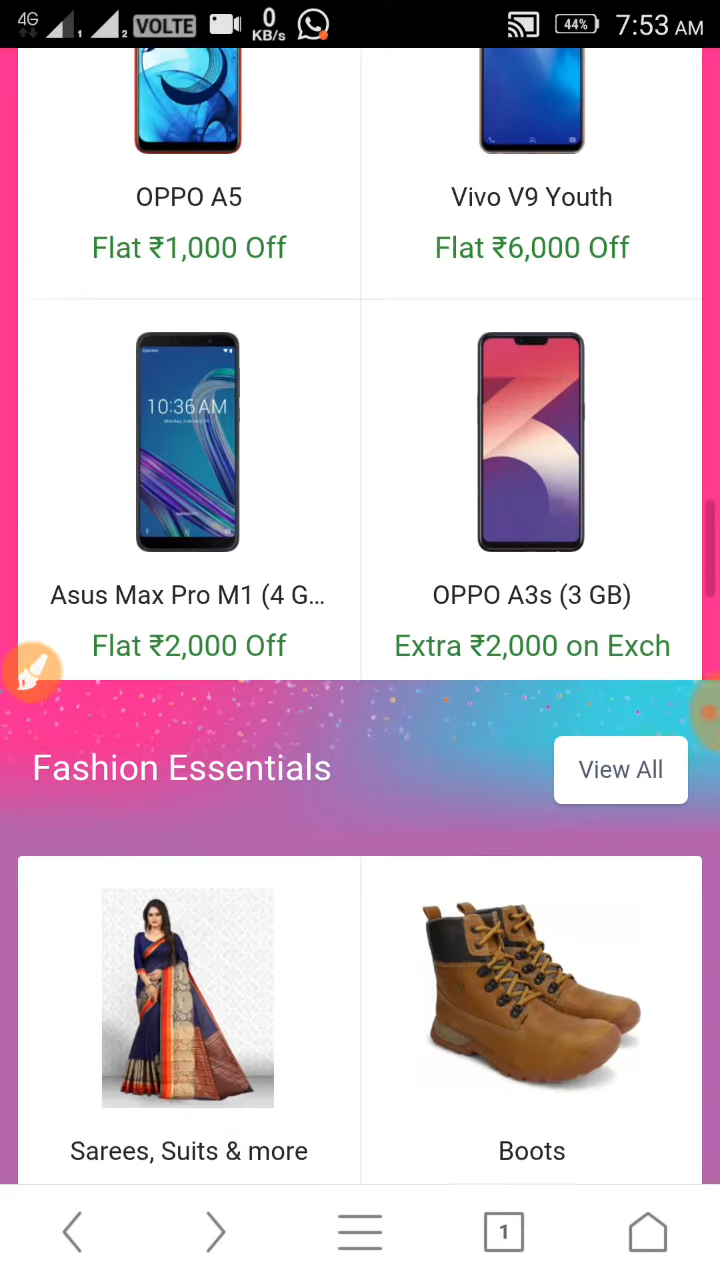 4G 1 2 VOLTE 0 KB/s 44% 7:53 AM
OPPO A5
Vivo V9 Youth
Flat ₹1,000 Off
Flat ₹6,000 Off
10:36 AM
Asus Max Pro M1 (4 G...
OPPO A3s (3 GB)
Flat ₹2,000 Off
Extra ₹2,000 on Exch
Fashion Essentials
View All
Sarees, Suits & more
Boots
1